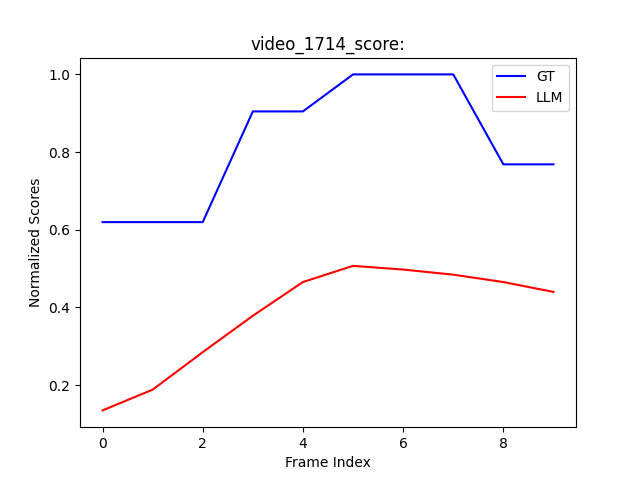 video_1714_score:
GT
LLM
Normalized Scores
1.0
0.8
0.6
0.4
0.2
0 2 4 6 8
Frame Index